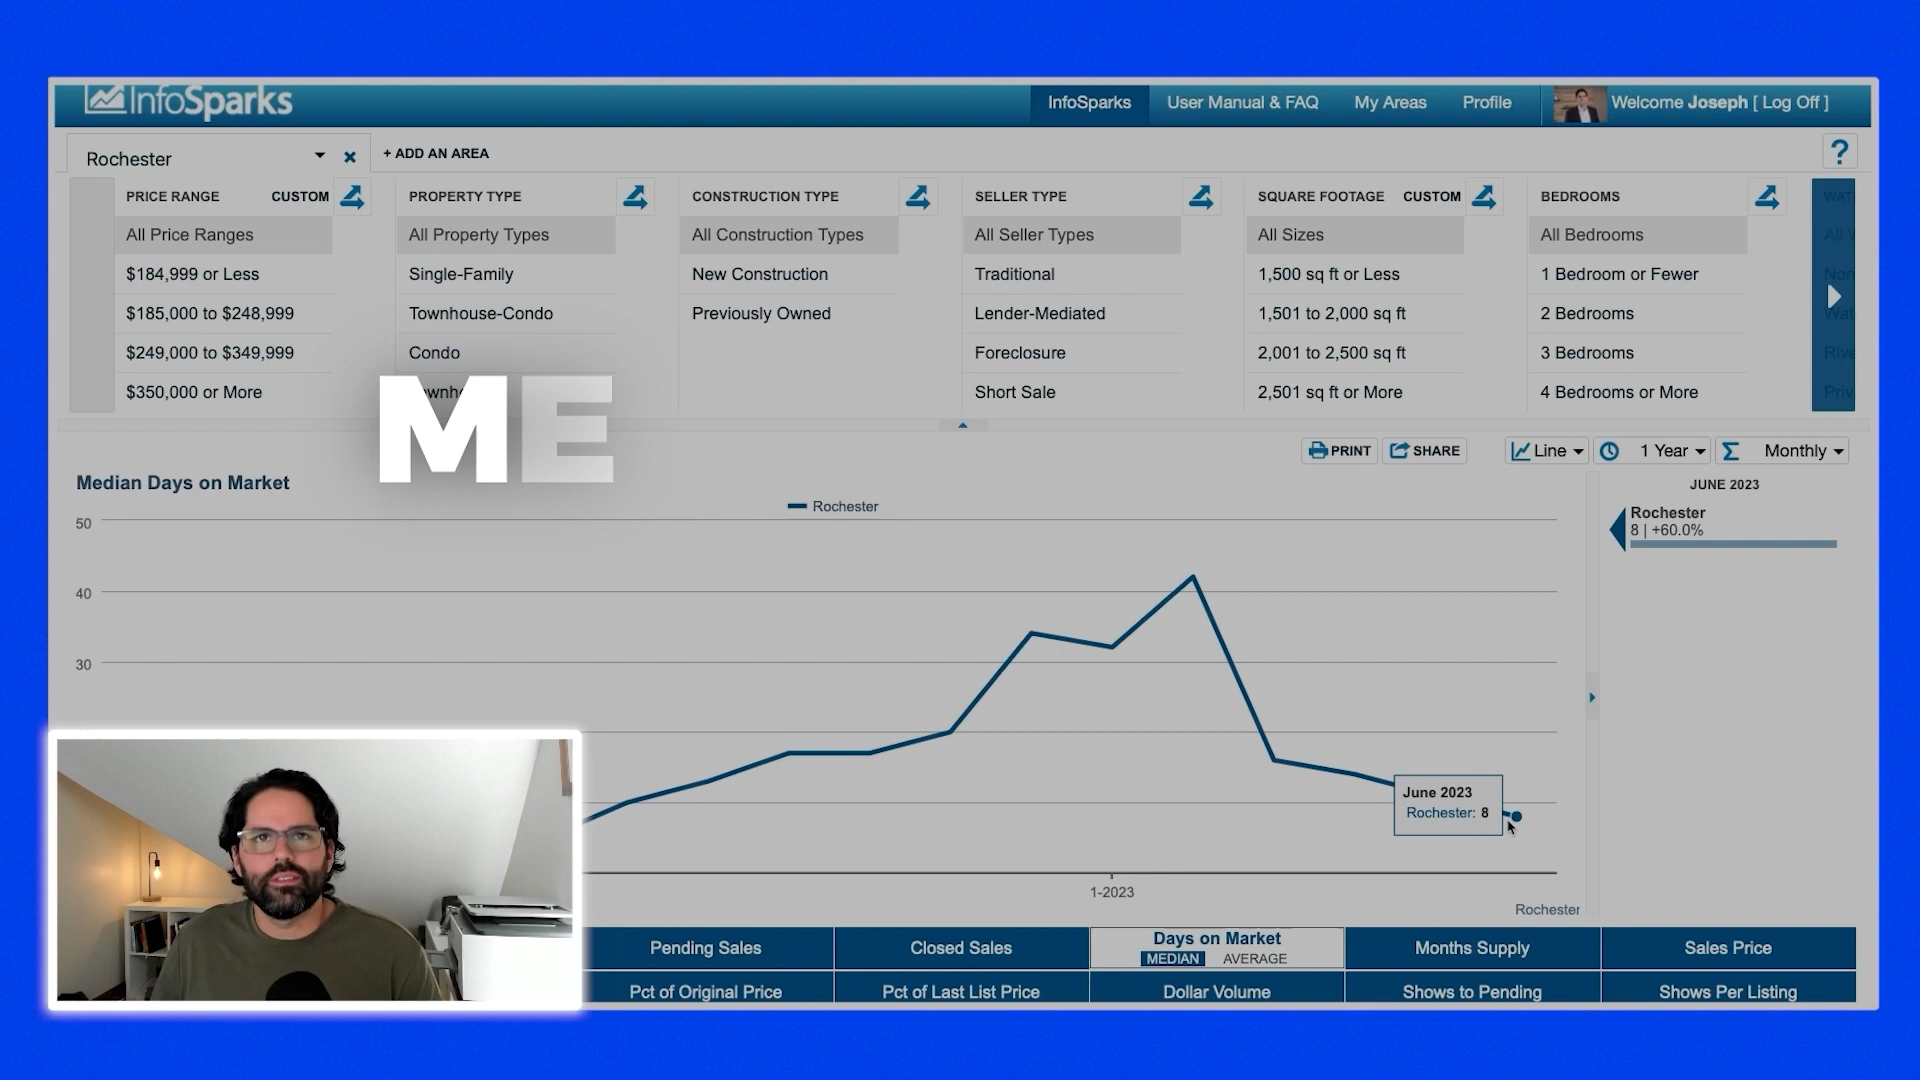 InfoSparks
InfoSparks
User Manual & FAQ
My Areas
Profile
Welcome Joseph [ Log Off ]
Rochester
+ ADD AN AREA
?
PRICE RANGE
CUSTOM
All Price Ranges
$184,999 or Less
$185,000 to $248,999
$249,000 to $349,999
$350,000 or More
PROPERTY TYPE
All Property Types
Single-Family
Townhouse-Condo
Condo
CONSTRUCTION TYPE
All Construction Types
New Construction
Previously Owned
SELLER TYPE
All Seller Types
Traditional
Lender-Mediated
Foreclosure
Short Sale
SQUARE FOOTAGE
CUSTOM
All Sizes
1,500 sq ft or Less
1,501 to 2,000 sq ft
2,001 to 2,500 sq ft
2,501 sq ft or More
BEDROOMS
All Bedrooms
1 Bedroom or Fewer
2 Bedrooms
3 Bedrooms
4 Bedrooms or More
ME
PRINT
SHARE
Line
1 Year
Monthly
Median Days on Market
Rochester
50
40
30
1-2023
Rochester
June 2023
Rochester: 8
JUNE 2023
Rochester
8 | +60.0%
Pending Sales
Closed Sales
Days on Market
MEDIAN
AVERAGE
Months Supply
Sales Price
Pct of Original Price
Pct of Last List Price
Dollar Volume
Shows to Pending
Shows Per Listing